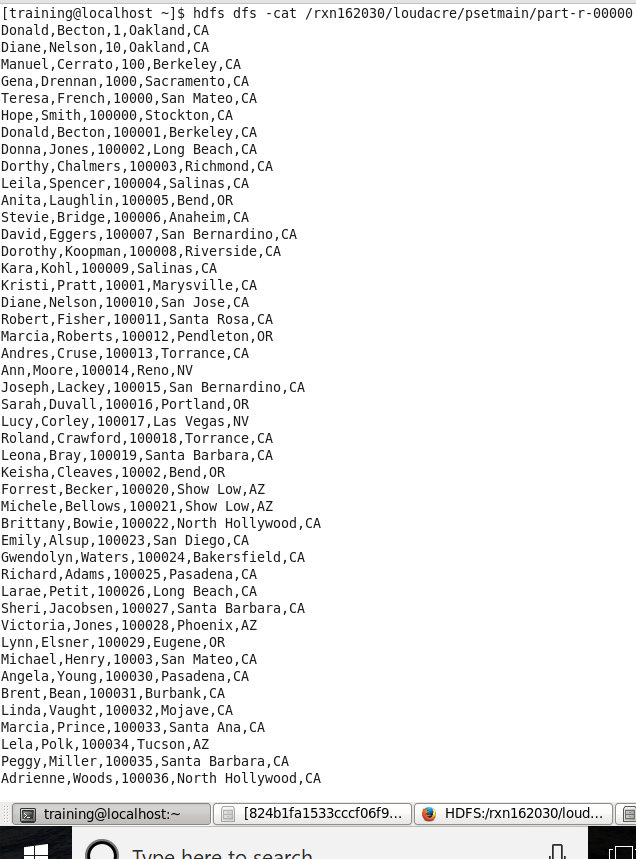 [training@localhost ~]$ hdfs dfs -cat /rxn162030/loudacre/psetmain/part-r-00000
Donald,Becton,1,Oakland,CA
Diane,Nelson,10,Oakland,CA
Manuel,Cerrato,100,Berkeley,CA
Gena,Drennan,1000,Sacramento,CA
Teresa,French,10000,San Mateo,CA
Hope,Smith,100000,Stockton,CA
Donald,Becton,100001,Berkeley,CA
Donna,Jones,100002,Long Beach,CA
Dorthy,Chalmers,100003,Richmond,CA
Leila,Spencer,100004,Salinas,CA
Anita,Laughlin,100005,Bend,OR
Stevie,Bridge,100006,Anaheim,CA
David,Eggers,100007,San Bernardino,CA
Dorothy,Koopman,100008,Riverside,CA
Kara,Kohl,100009,Salinas,CA
Kristi,Pratt,10001,Marysville,CA
Diane,Nelson,100010,San Jose,CA
Robert,Fisher,100011,Santa Rosa,CA
Marcia,Roberts,100012,Pendleton,OR
Andres,Cruse,100013,Torrance,CA
Ann,Moore,100014,Reno,NV
Joseph,Lackey,100015,San Bernardino,CA
Sarah,Duvall,100016,Portland,OR
Lucy,Corley,100017,Las Vegas,NV
Roland,Crawford,100018,Torrance,CA
Leona,Bray,100019,Santa Barbara,CA
Keisha,Cleaves,10002,Bend,OR
Forrest,Becker,100020,Show Low,AZ
Michele,Bellows,100021,Show Low,AZ
Brittany,Bowie,100022,North Hollywood,CA
Emily,Alsup,100023,San Diego,CA
Gwendolyn,Waters,100024,Bakersfield,CA
Richard,Adams,100025,Pasadena,CA
Larae,Petit,100026,Long Beach,CA
Sheri,Jacobsen,100027,Santa Barbara,CA
Victoria,Jones,100028,Phoenix,AZ
Lynn,Elsner,100029,Eugene,OR
Michael,Henry,10003,San Mateo,CA
Angela,Young,100030,Pasadena,CA
Brent,Bean,100031,Burbank,CA
Linda,Vaught,100032,Mojave,CA
Marcia,Prince,100033,Santa Ana,CA
Lela,Polk,100034,Tucson,AZ
Peggy,Miller,100035,Santa Barbara,CA
Adrienne,Woods,100036,North Hollywood,CA
training@localhost:~ [824b1fa1533cccf06f9... HDFS:/rxn162030/loud...
Type here to search